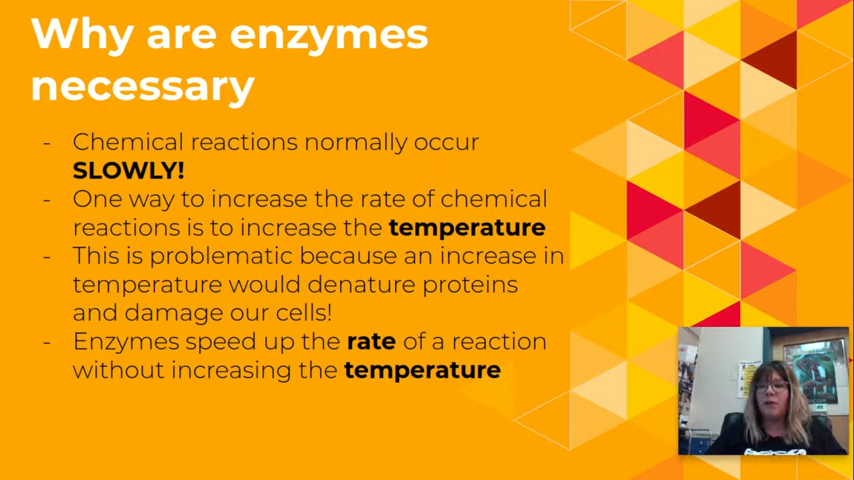 Why are enzymes
necessary
- Chemical reactions normally occur
SLOWLY!
- One way to increase the rate of chemical
reactions is to increase the temperature
- This is problematic because an increase in
temperature would denature proteins
and damage our cells!
- Enzymes speed up the rate of a reaction
without increasing the temperature